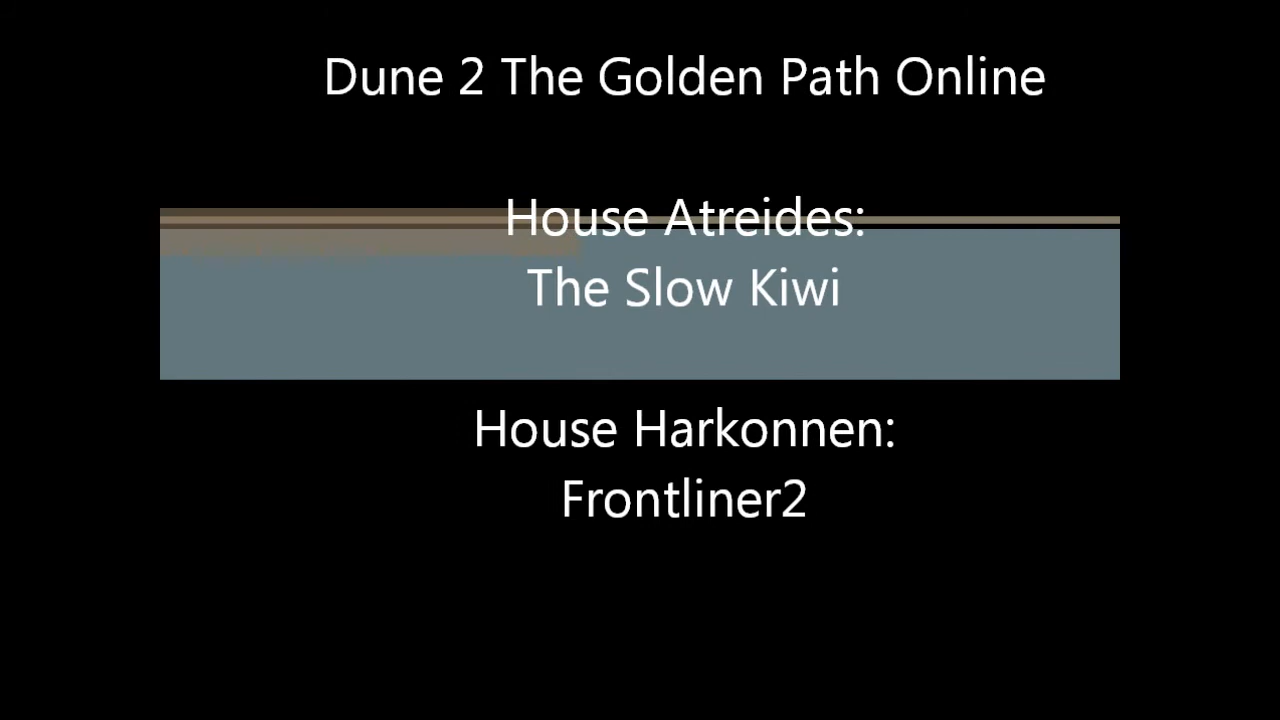 Dune 2 The Golden Path Online
House Atreides:
The Slow Kiwi
House Harkonnen:
Frontliner2